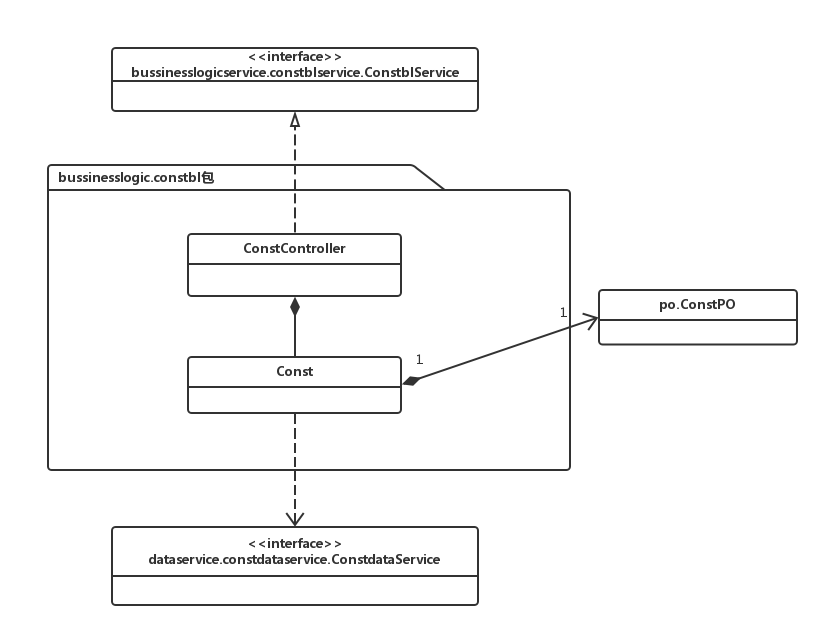 <<interface>>
bussinesslogicservice.constblservice.ConstblService
bussinesslogic.constbl包
ConstController
po.ConstPO
1
1
Const
<<interface>>
dataservice.constdataservice.ConstdataService